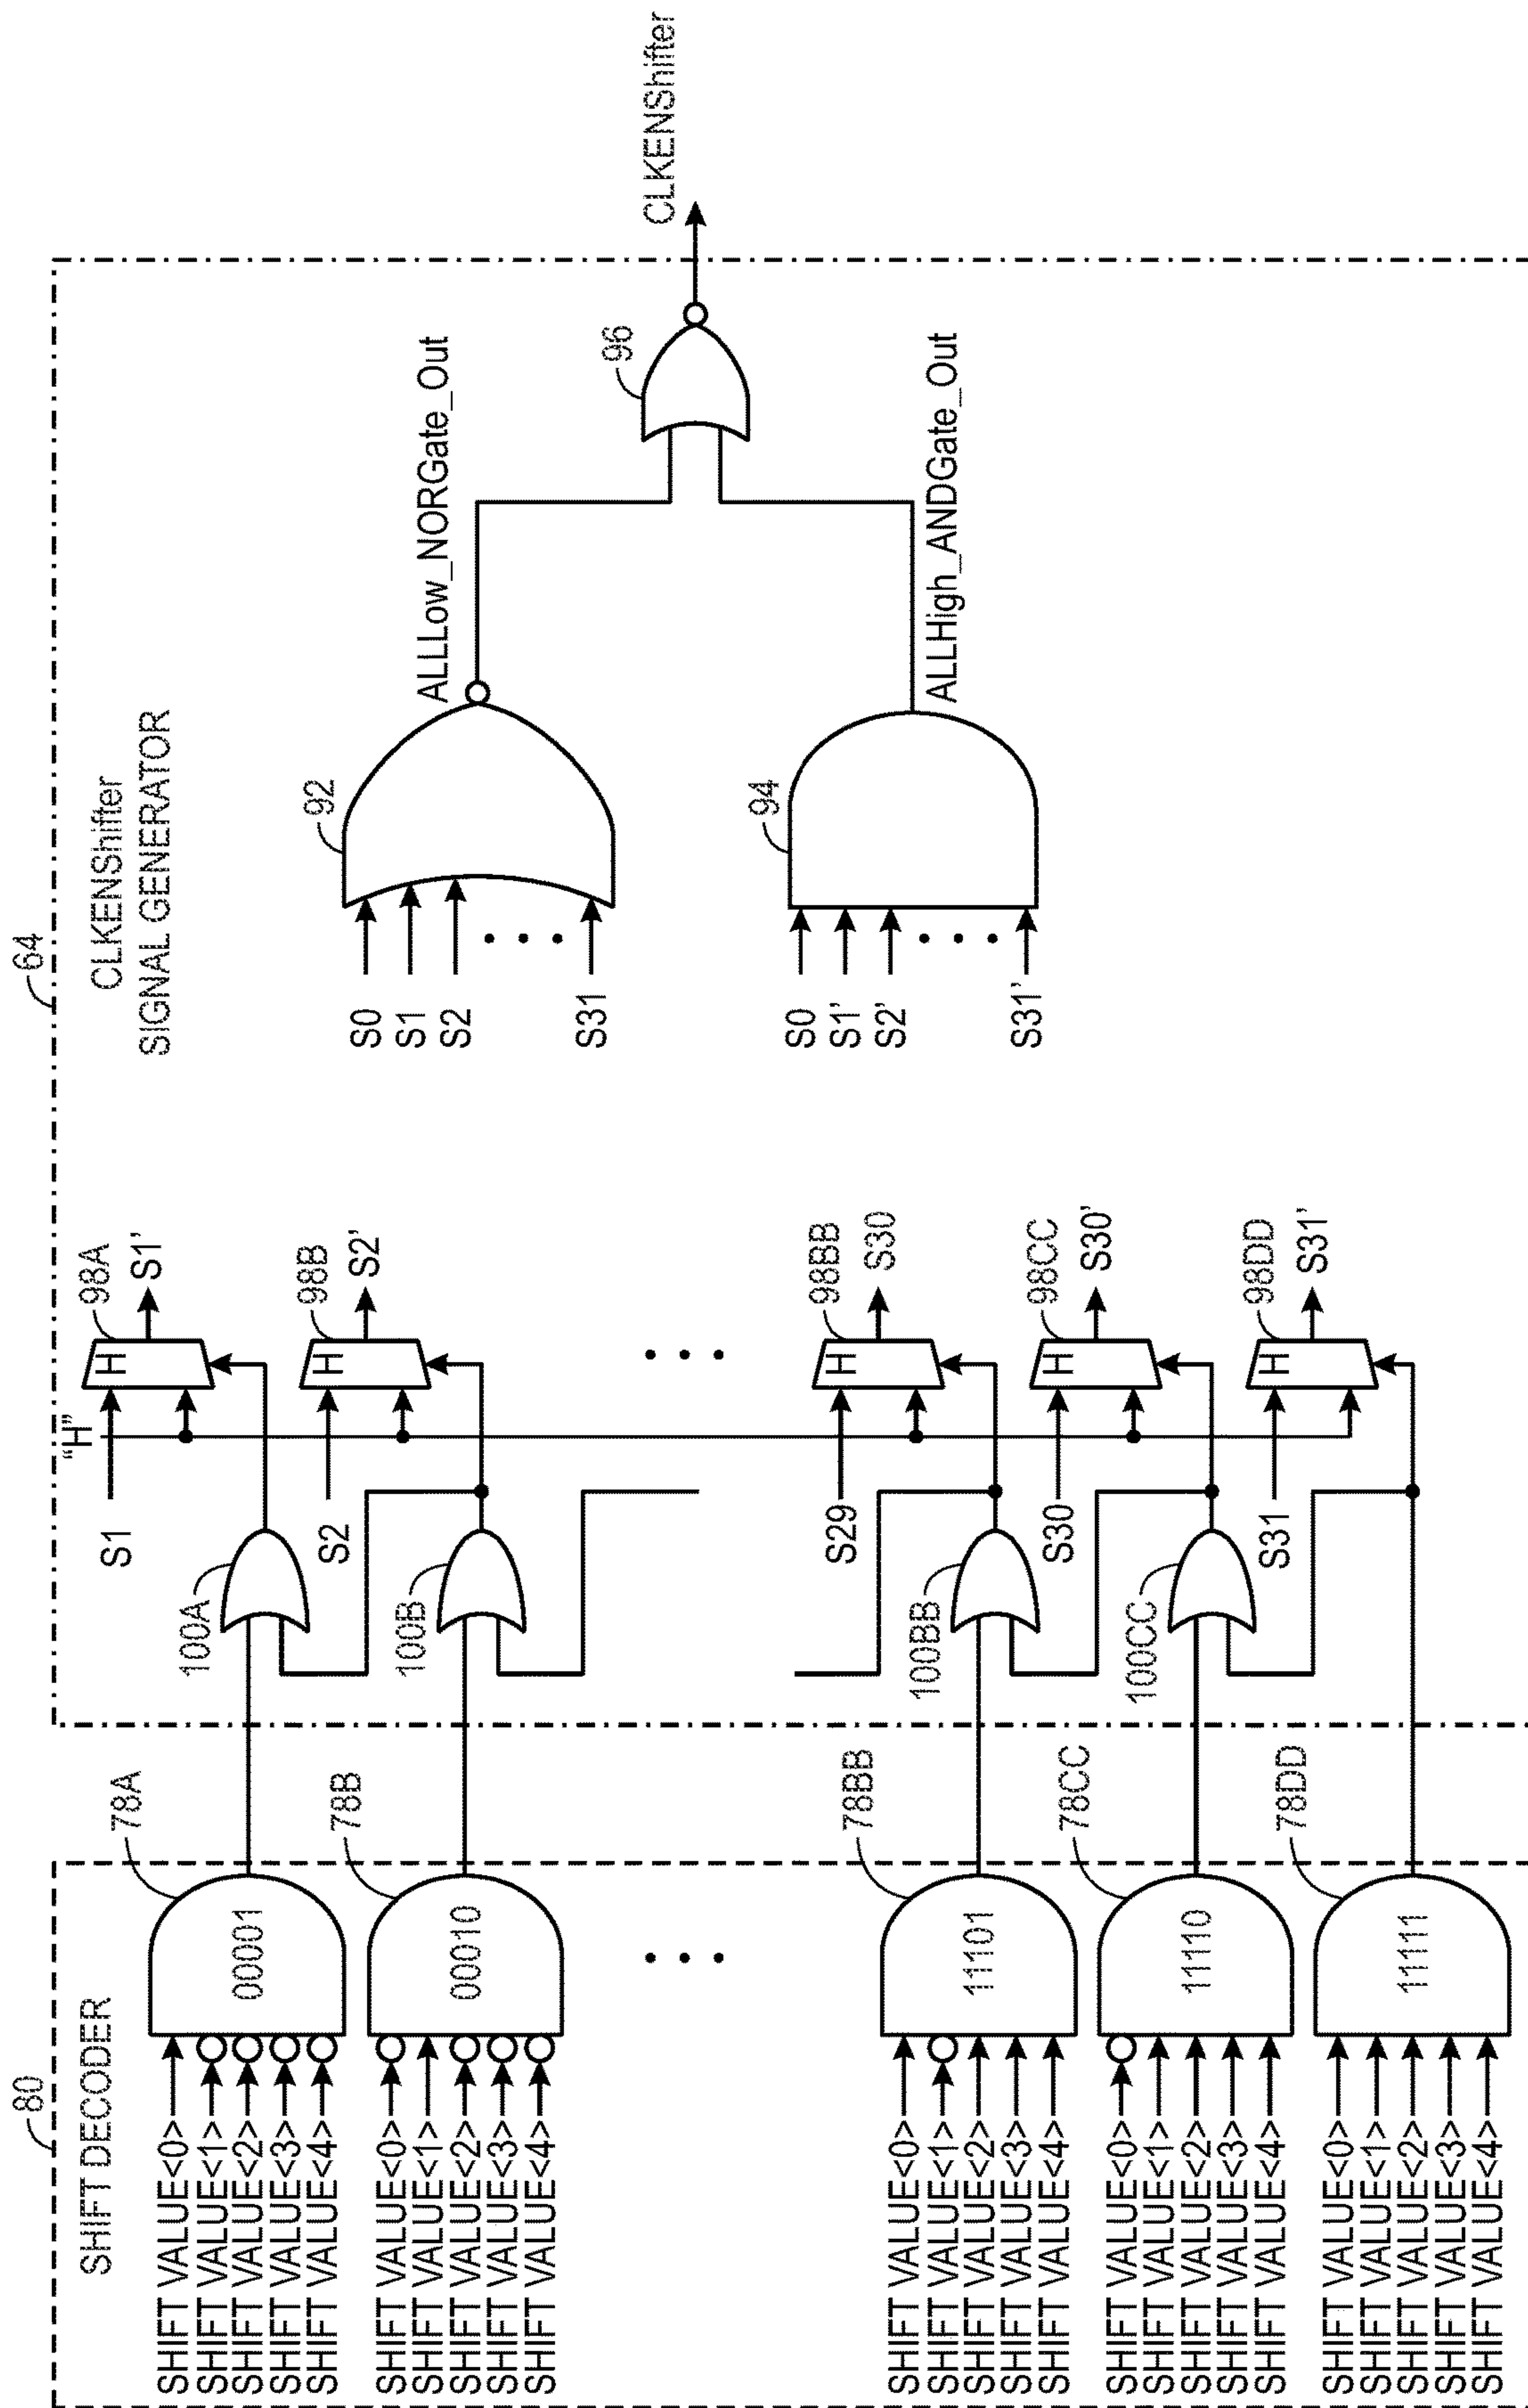 80
SHIFT DECODER
SHIFT VALUE<0>
SHIFT VALUE<1>
SHIFT VALUE<2>
SHIFT VALUE<3>
SHIFT VALUE<4>
00001
78A
SHIFT VALUE<0>
SHIFT VALUE<1>
SHIFT VALUE<2>
SHIFT VALUE<3>
SHIFT VALUE<4>
00010
78B
SHIFT VALUE<0>
SHIFT VALUE<1>
SHIFT VALUE<2>
SHIFT VALUE<3>
SHIFT VALUE<4>
11101
78BB
SHIFT VALUE<0>
SHIFT VALUE<1>
SHIFT VALUE<2>
SHIFT VALUE<3>
SHIFT VALUE<4>
11110
78CC
SHIFT VALUE<0>
SHIFT VALUE<1>
SHIFT VALUE<2>
SHIFT VALUE<3>
SHIFT VALUE<4>
11111
78DD
64
"H"
S1
100A
H
98A
S1'
S2
100B
H
98B
S2'
S29
100BB
H
98BB
S30
S30
100CC
H
98CC
S30'
S31
H
98DD
S31'
CLKENShifter
SIGNAL GENERATOR
S0
S1
S2
S31
92
ALLLow_NORGate_Out
S0
S1'
S2'
S31'
94
ALLHigh_ANDGate_Out
96
CLKENShifter